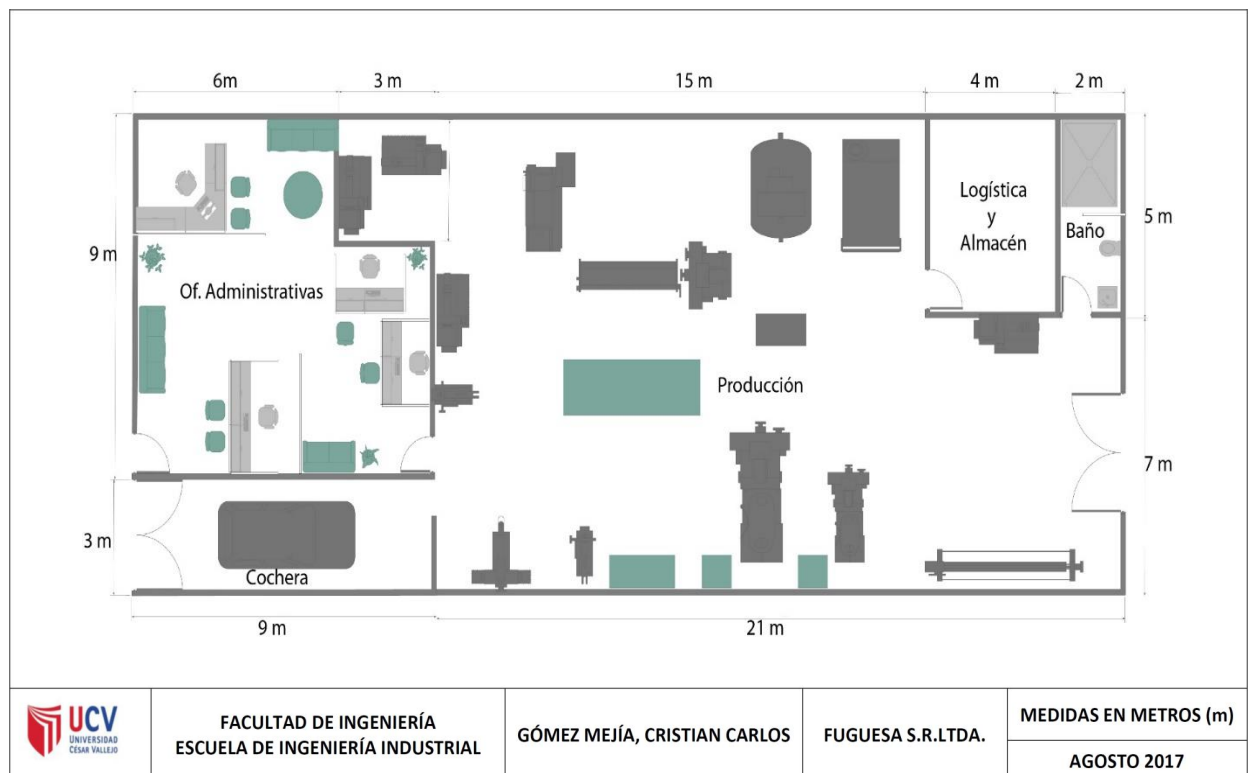 6m
3 m
15 m
4 m
2 m
9 m
Of. Administrativas
Logística
y
Almacén
Baño
5 m
Producción
7 m
3 m
Cochera
9 m
21 m
UCV
UNIVERSIDAD
CÉSAR VALLEJO
FACULTAD DE INGENIERÍA
ESCUELA DE INGENIERÍA INDUSTRIAL
GÓMEZ MEJÍA, CRISTIAN CARLOS
FUGUESA S.R.LTDA.
MEDIDAS EN METROS (m)
AGOSTO 2017